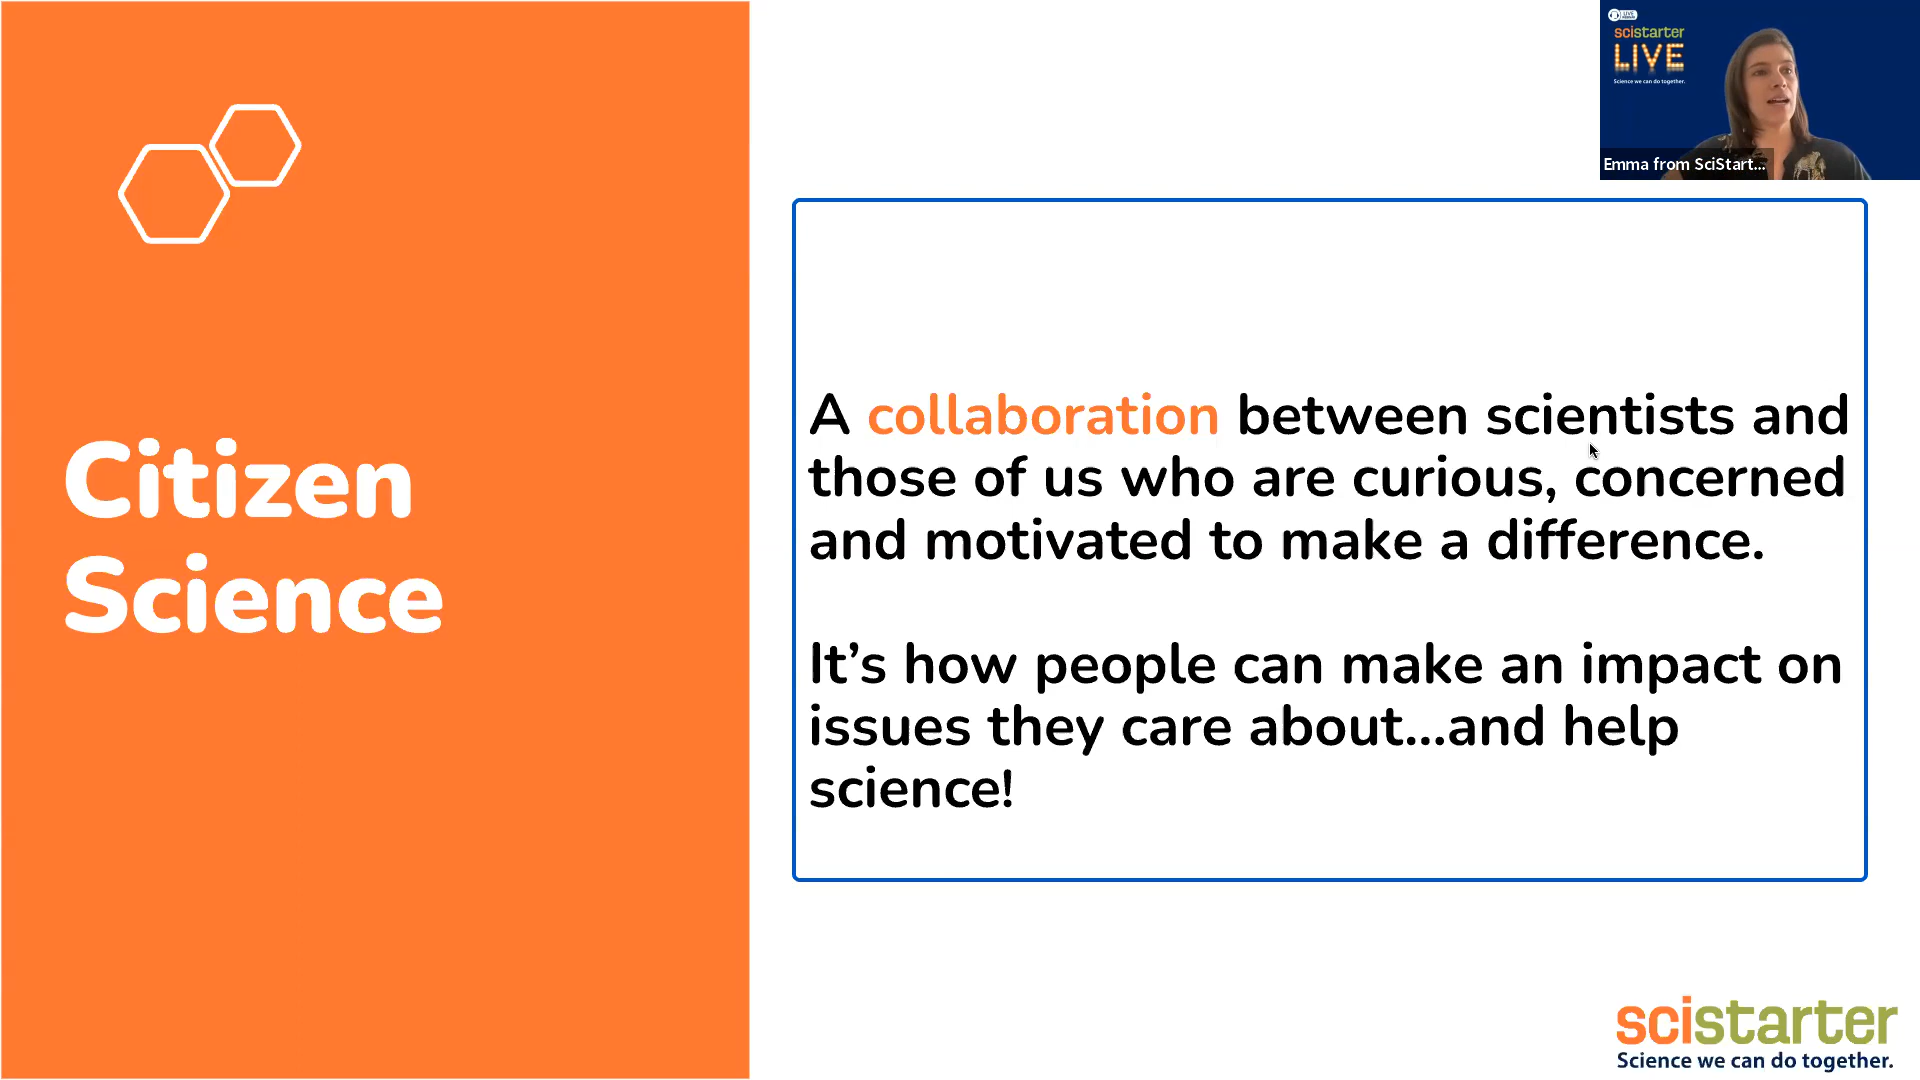 scistarter
LIVE
Science we can do together.
Emma from SciStart...
Citizen
Science
A collaboration between scientists and
those of us who are curious, concerned
and motivated to make a difference.
It’s how people can make an impact on
issues they care about...and help
science!
scistarter
Science we can do together.